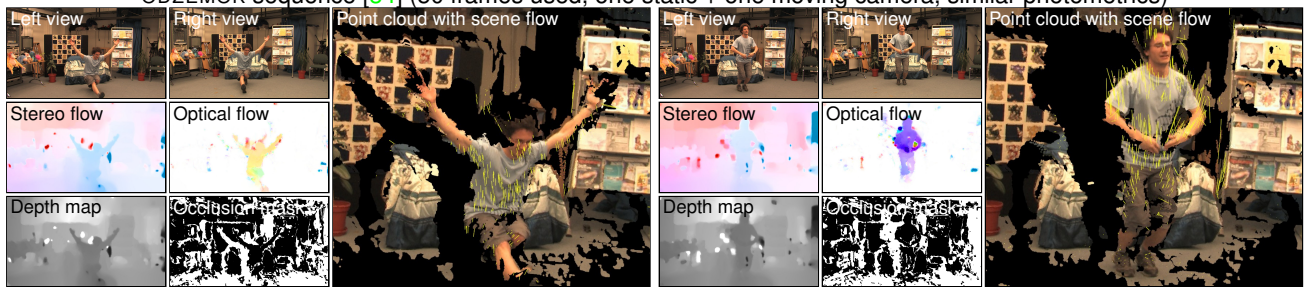 sequence [54] (30 frames used, one static + one moving camera, similar photometrics)
Left view Right view Point cloud with scene flow Left view Right view Point cloud with scene flow
Stereo flow Optical flow Stereo flow Optical flow
Depth map Occlusion mask Depth map Occlusion mask